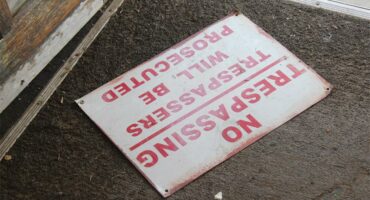 NO
TRESPASSING
TRESPASSERS
WILL BE
PROSECUTED